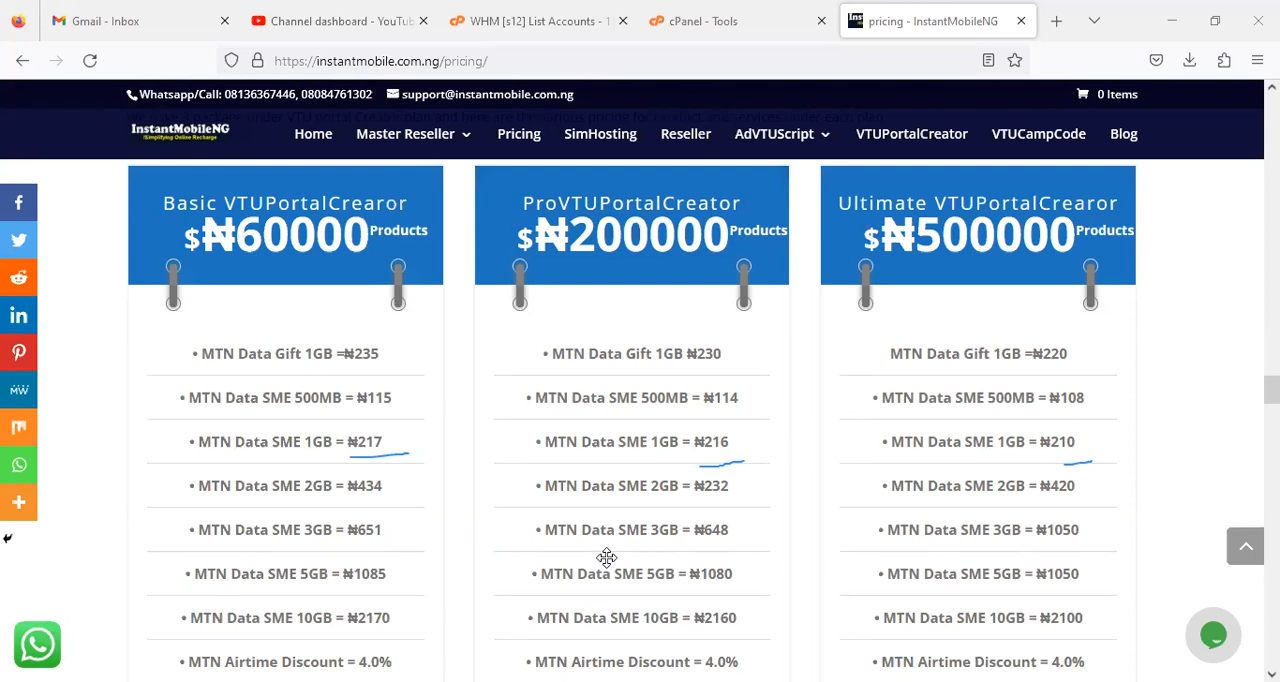 Gmail - Inbox
Channel dashboard - YouTub
WHM [s12] List Accounts - 1
cPanel - Tools
pricing - InstantMobileNG
https://instantmobile.com.ng/pricing/
Whatsapp/Call: 08136367446, 08084761302
support@instantmobile.com.ng
0 Items
InstantMobileNG
!Simplifying Online Recharge
Home
Master Reseller
Pricing
SimHosting
Reseller
AdVTUScript
VTUPortalCreator
VTUCampCode
Blog
Basic VTUPortalCrearor
$₦60000Products
• MTN Data Gift 1GB =₦235
• MTN Data SME 500MB = ₦115
• MTN Data SME 1GB = ₦217
• MTN Data SME 2GB = ₦434
• MTN Data SME 3GB = ₦651
• MTN Data SME 5GB = ₦1085
• MTN Data SME 10GB = ₦2170
• MTN Airtime Discount = 4.0%
ProVTUPortalCreator
$₦200000Products
• MTN Data Gift 1GB ₦230
• MTN Data SME 500MB = ₦114
• MTN Data SME 1GB = ₦216
• MTN Data SME 2GB = ₦232
• MTN Data SME 3GB = ₦648
• MTN Data SME 5GB = ₦1080
• MTN Data SME 10GB = ₦2160
• MTN Airtime Discount = 4.0%
Ultimate VTUPortalCrearor
$₦500000Products
MTN Data Gift 1GB =₦220
• MTN Data SME 500MB = ₦108
• MTN Data SME 1GB = ₦210
• MTN Data SME 2GB = ₦420
• MTN Data SME 3GB = ₦1050
• MTN Data SME 5GB = ₦1050
• MTN Data SME 10GB = ₦2100
• MTN Airtime Discount = 4.0%